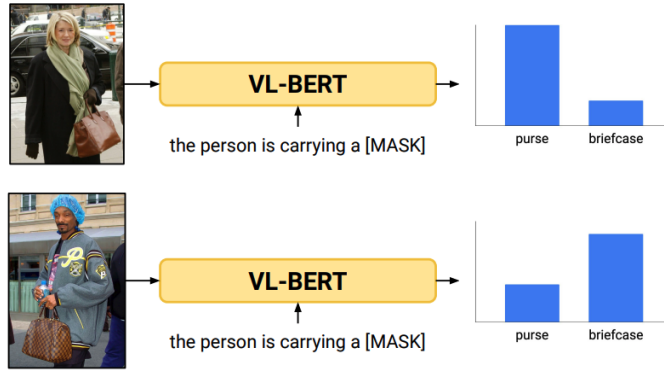 VL-BERT
the person is carrying a [MASK]
purse
briefcase
VL-BERT
the person is carrying a [MASK]
purse
briefcase